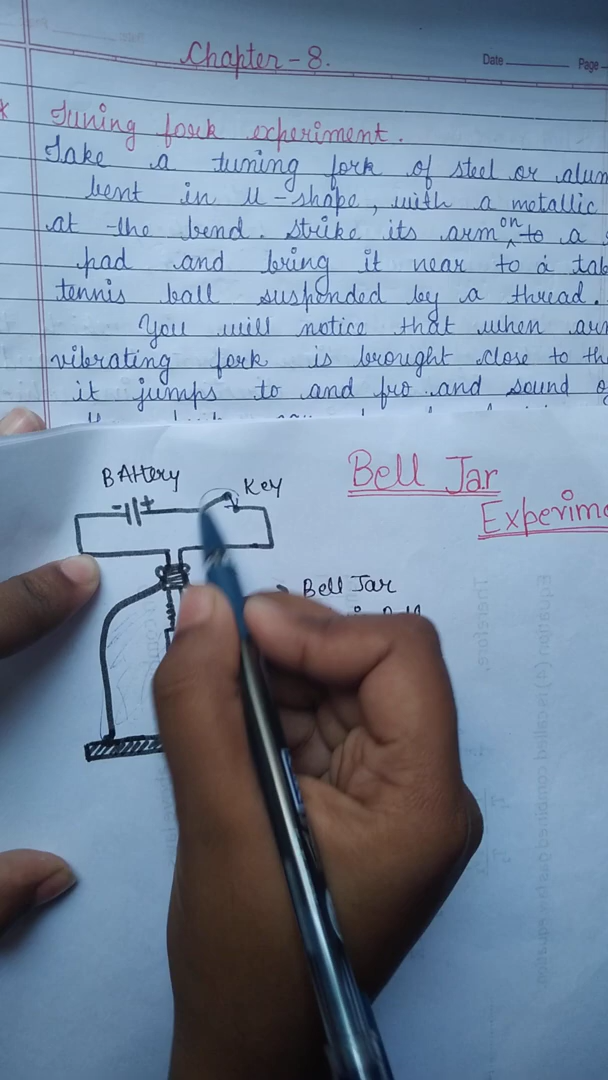 Chapter - 8.
Date Page
Tuning fork experiment.
Take a tuning fork of steel or alum
bent in U-shape, with a metallic
at the bend. Strike its arm on to a
pad and bring it near to a tab
tennis ball suspended by a thread.
You will notice that when arm
vibrating fork is brought close to the
it jumps to and fro and sound of
BAttery
Key
- +
Bell Jar
Experime
Bell Jar